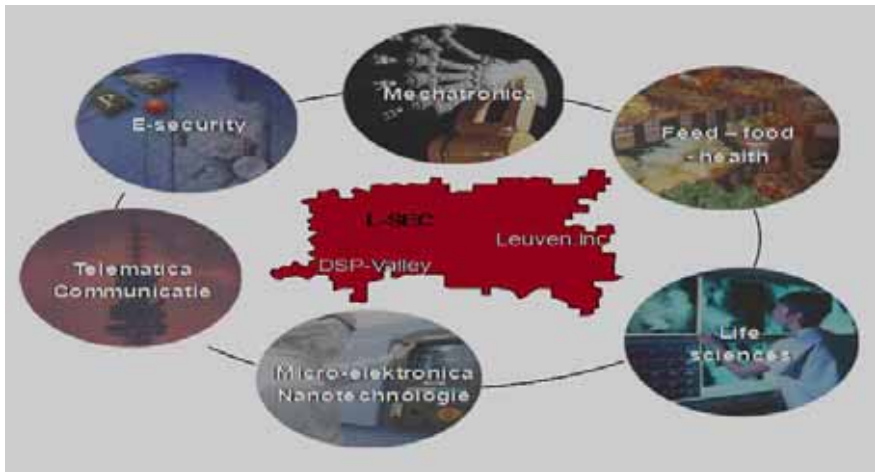 Mechatronica
E-security
Feed – food
- health
L-SEC
Leuven.Inc
DSP-Valley
Telematica
Communicatie
Life
sciences
Micro-elektronica
Nanotechnologie